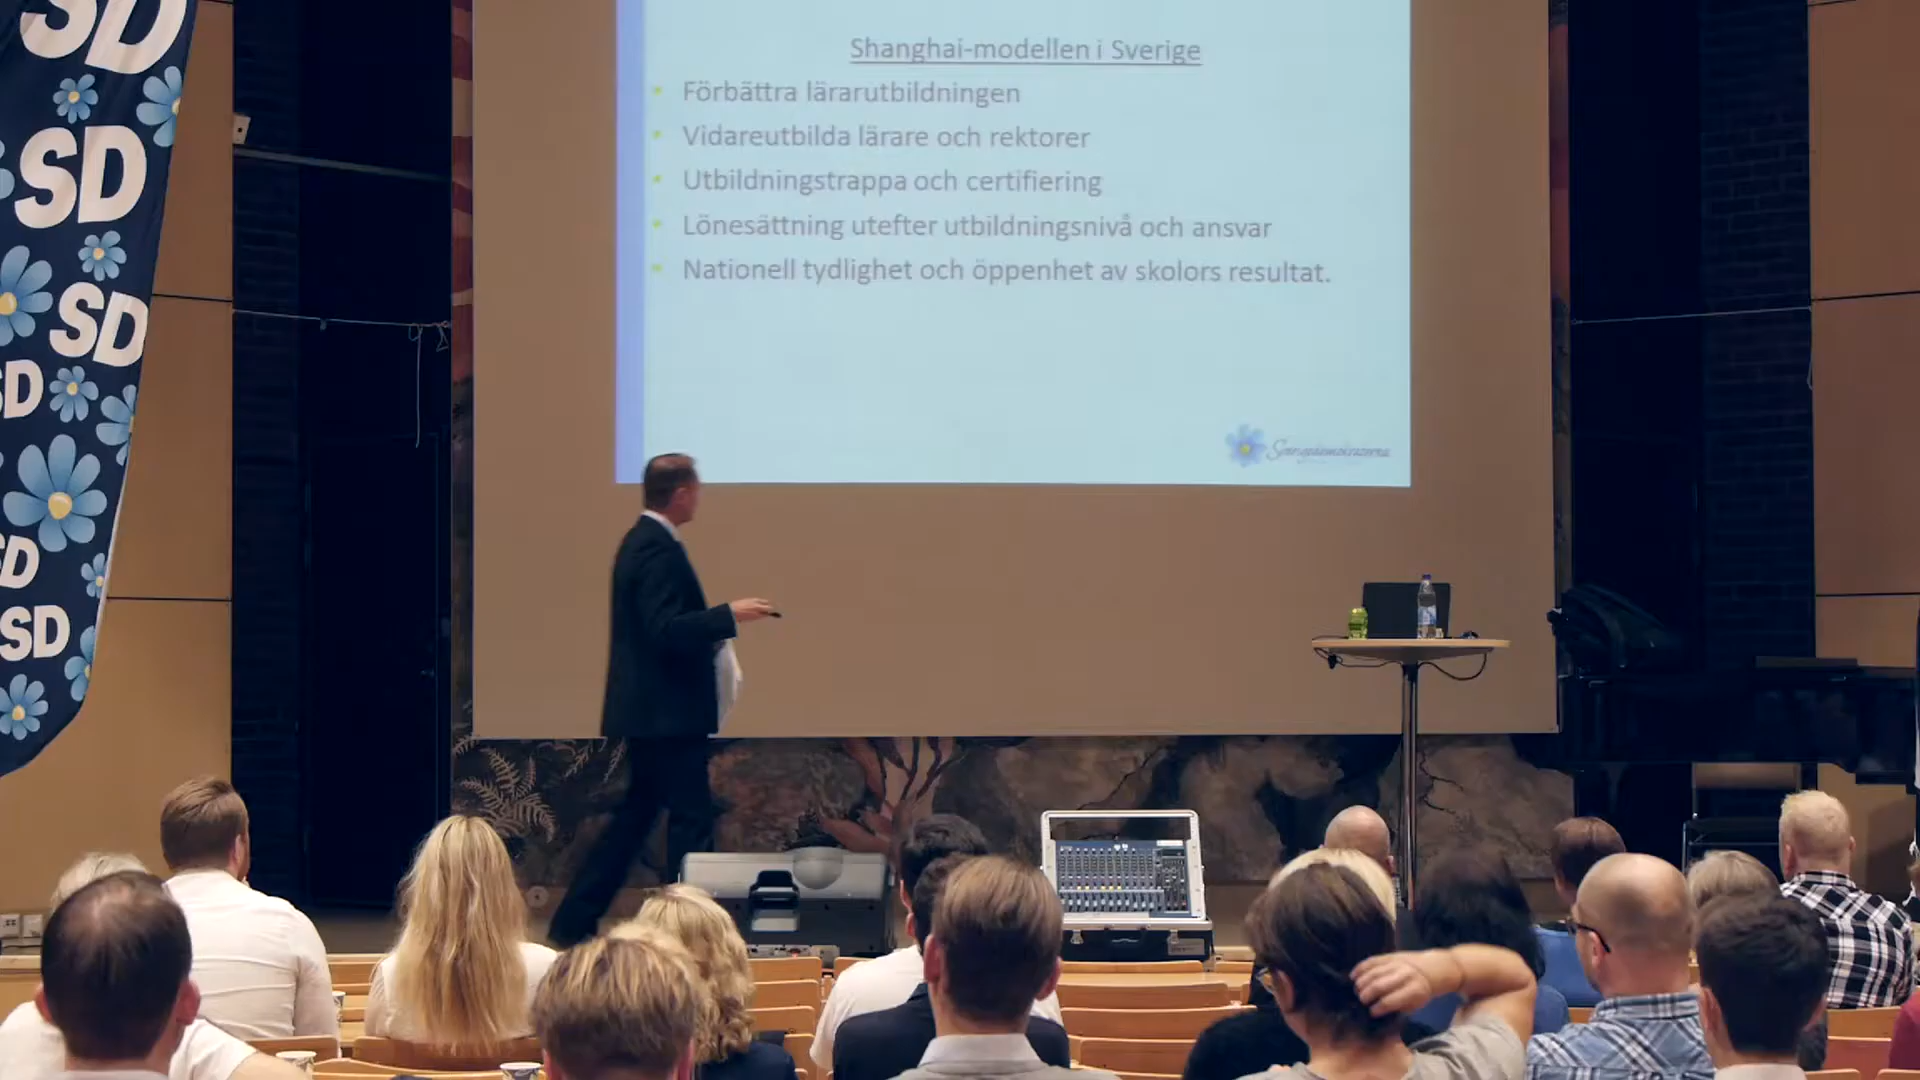 SD
SD
SD
SD
SD
SD
Shanghai-modellen i Sverige
Förbättra lärarutbildningen
Vidareutbilda lärare och rektorer
Utbildningstrappa och certifiering
Lönesättning utefter utbildningsnivå och ansvar
Nationell tydlighet och öppenhet av skolors resultat.
Sverigedemokraterna